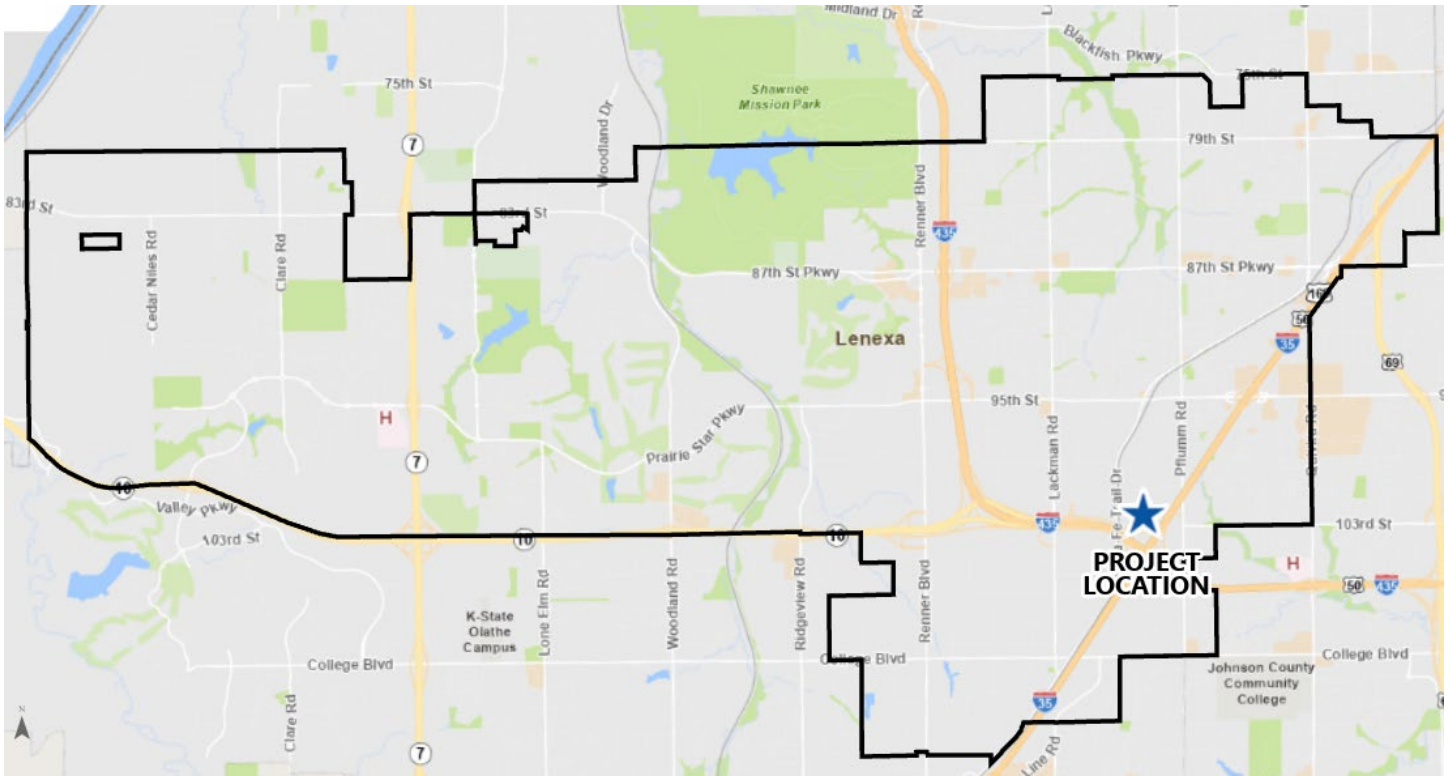 Midland Dr
Blackfish Pkwy
75th St
75th St
Shawnee
Mission Park
Woodland Dr
7
79th St
83rd St
83rd St
Renner Blvd
435
Cedar Niles Rd
Clare Rd
87th St Pkwy
87th St Pkwy
169
50
35
Lenexa
69
95th St
H
Prairie Star Pkwy
Lackman Rd
Pflumm Rd
7
10
Valley Pkwy
103rd St
10
10
435
103rd St
PROJECT
LOCATION
H
50
435
K-State
Olathe
Campus
Lone Elm Rd
Woodland Rd
Ridgeview Rd
Renner Blvd
College Blvd
College Blvd
College Blvd
Johnson County
Community
College
Clare Rd
35
7
Line Rd
N